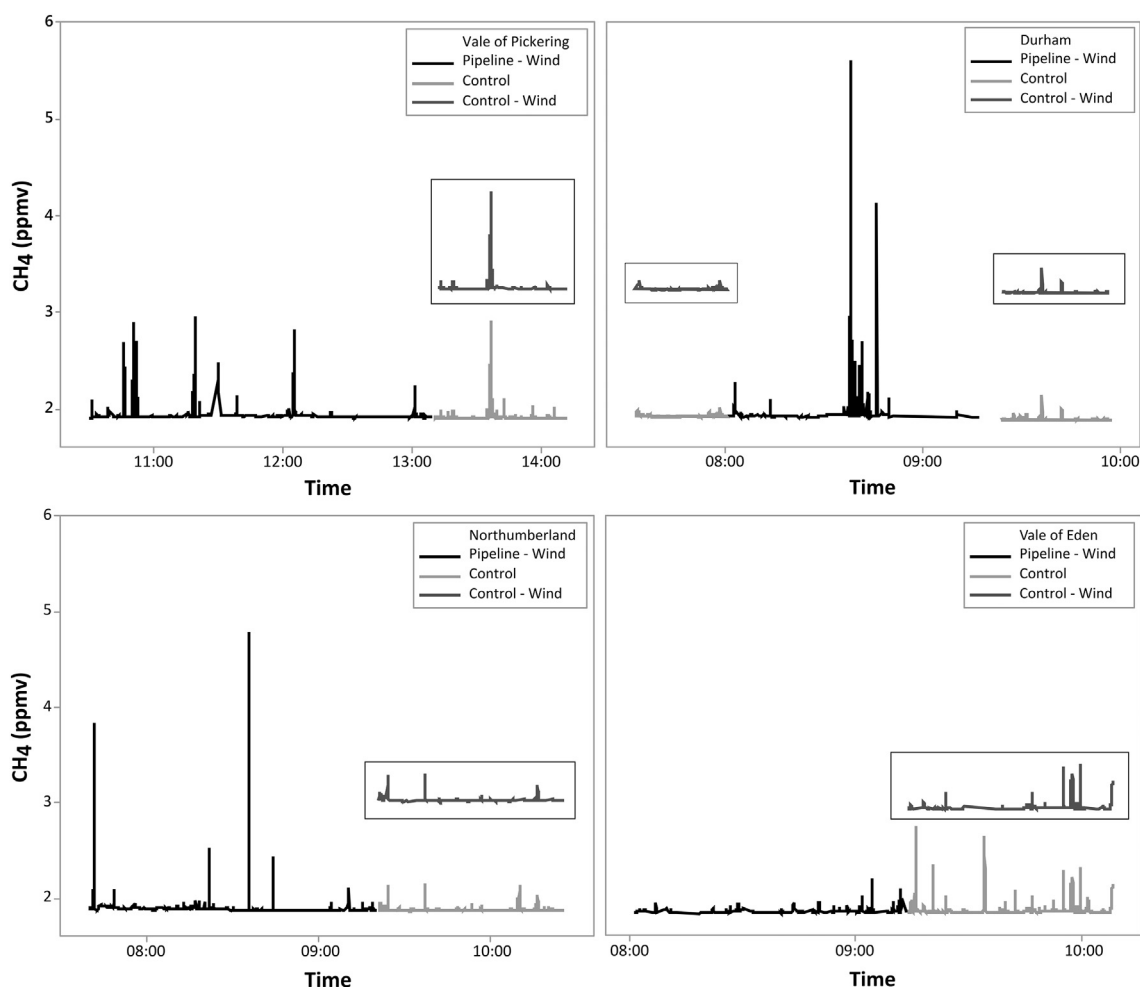 6
5
4
3
2
CH4 (ppmv)
Vale of Pickering
Pipeline - Wind
Control
Control - Wind
11:00
12:00
13:00
14:00
Time
Durham
Pipeline - Wind
Control
Control - Wind
08:00
09:00
10:00
Time
6
5
4
3
2
CH4 (ppmv)
Northumberland
Pipeline - Wind
Control
Control - Wind
08:00
09:00
10:00
Time
Vale of Eden
Pipeline - Wind
Control
Control - Wind
08:00
09:00
10:00
Time